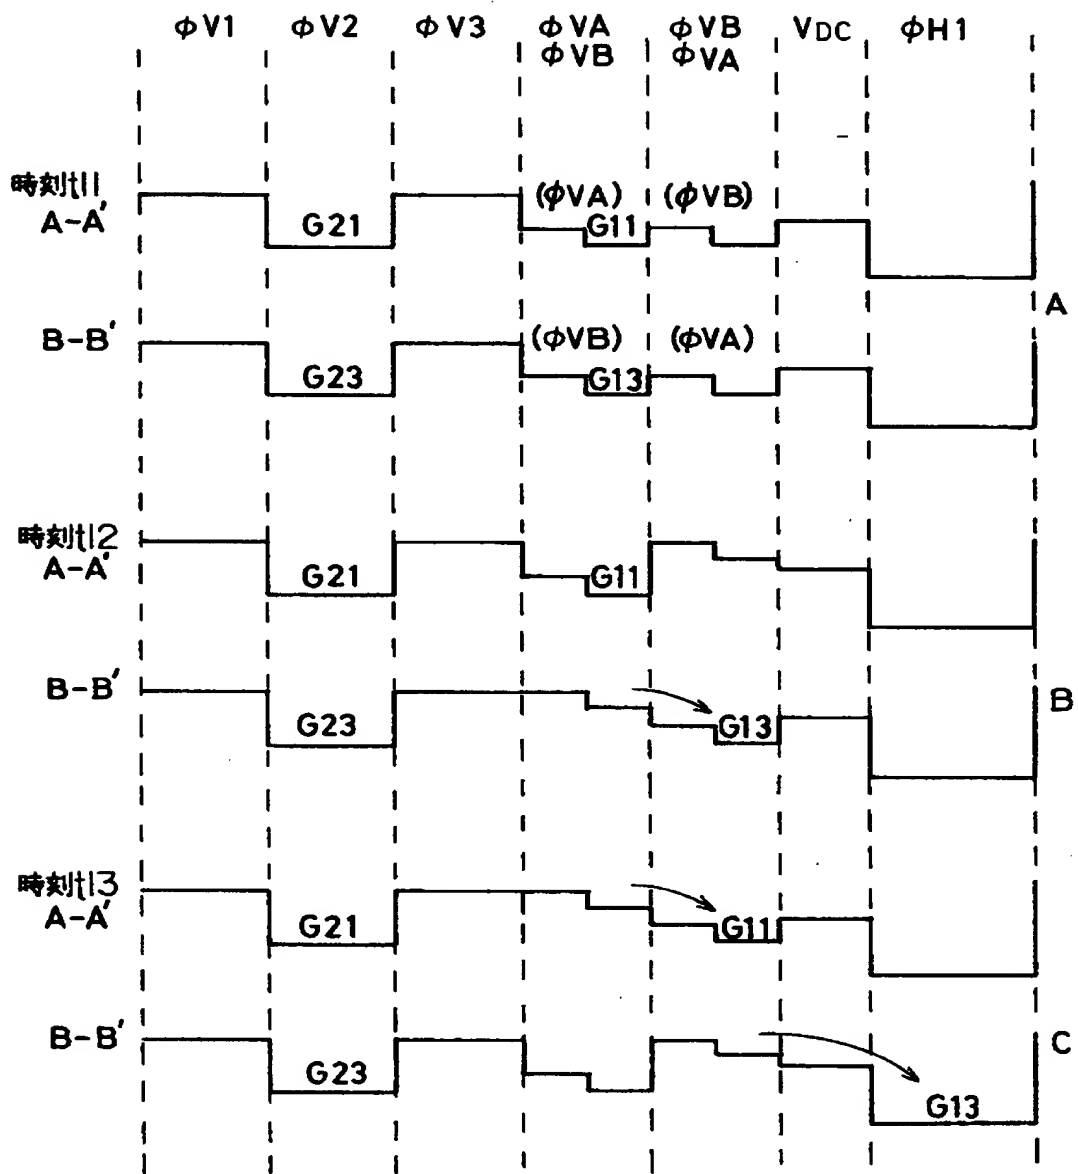 φV1 φV2 φV3 φVA φVB VDC φH1
φVB φVA
時刻t11
A-A' G21 (φVA) G11 (φVB)
A
B-B' G23 (φVB) G13 (φVA)
時刻t12
A-A' G21 G11
B-B' G23 G13
B
時刻t13
A-A' G21 G11
B-B' G23 G13
C